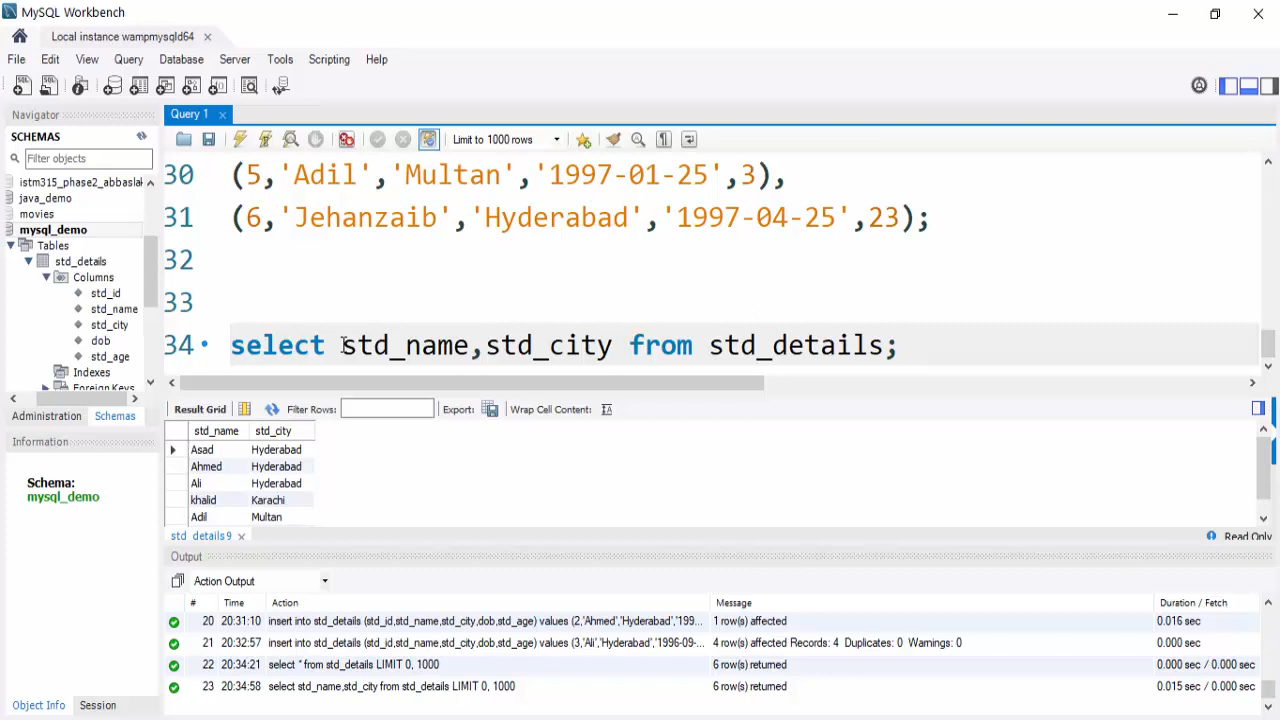 MySQL Workbench
Local instance wampmysqld64 ×
File Edit View Query Database Server Tools Scripting Help
Navigator
SCHEMAS
Filter objects
istm315_phase2_abbaslak
java_demo
movies
mysql_demo
Tables
std_details
Columns
std_id
std_name
std_city
dob
std_age
Indexes
Foreign Keys
Administration Schemas
Information
Schema:
mysql_demo
Object Info Session
Query 1 ×
Limit to 1000 rows
30 (5,'Adil','Multan','1997-01-25',3),
31 (6,'Jehanzaib','Hyderabad','1997-04-25',23);
32
33
34 select std_name,std_city from std_details;
Result Grid Filter Rows: Export: Wrap Cell Content:
std_name std_city
Asad Hyderabad
Ahmed Hyderabad
Ali Hyderabad
khalid Karachi
Adil Multan
std_details 9 × Read Only
Output
Action Output
# Time Action Message Duration / Fetch
20 20:31:10 insert into std_details (std_id,std_name,std_city,dob,std_age) values (2,'Ahmed','Hyderabad','199... 1 row(s) affected 0.016 sec
21 20:32:57 insert into std_details (std_id,std_name,std_city,dob,std_age) values (3,'Ali','Hyderabad','1996-09-... 4 row(s) affected Records: 4 Duplicates: 0 Warnings: 0 0.000 sec
22 20:34:21 select * from std_details LIMIT 0, 1000 6 row(s) returned 0.000 sec / 0.000 sec
23 20:34:58 select std_name,std_city from std_details LIMIT 0, 1000 6 row(s) returned 0.015 sec / 0.000 sec